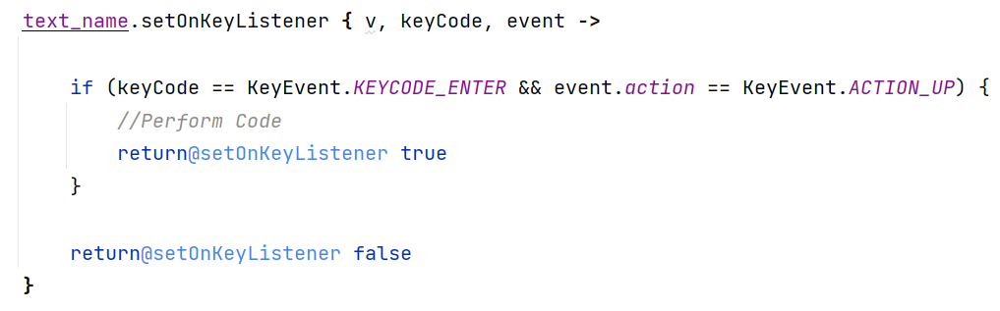 text_name.setOnKeyListener { v, keyCode, event ->
if (keyCode == KeyEvent.KEYCODE_ENTER && event.action == KeyEvent.ACTION_UP) {
//Perform Code
return@setOnKeyListener true
}
return@setOnKeyListener false
}